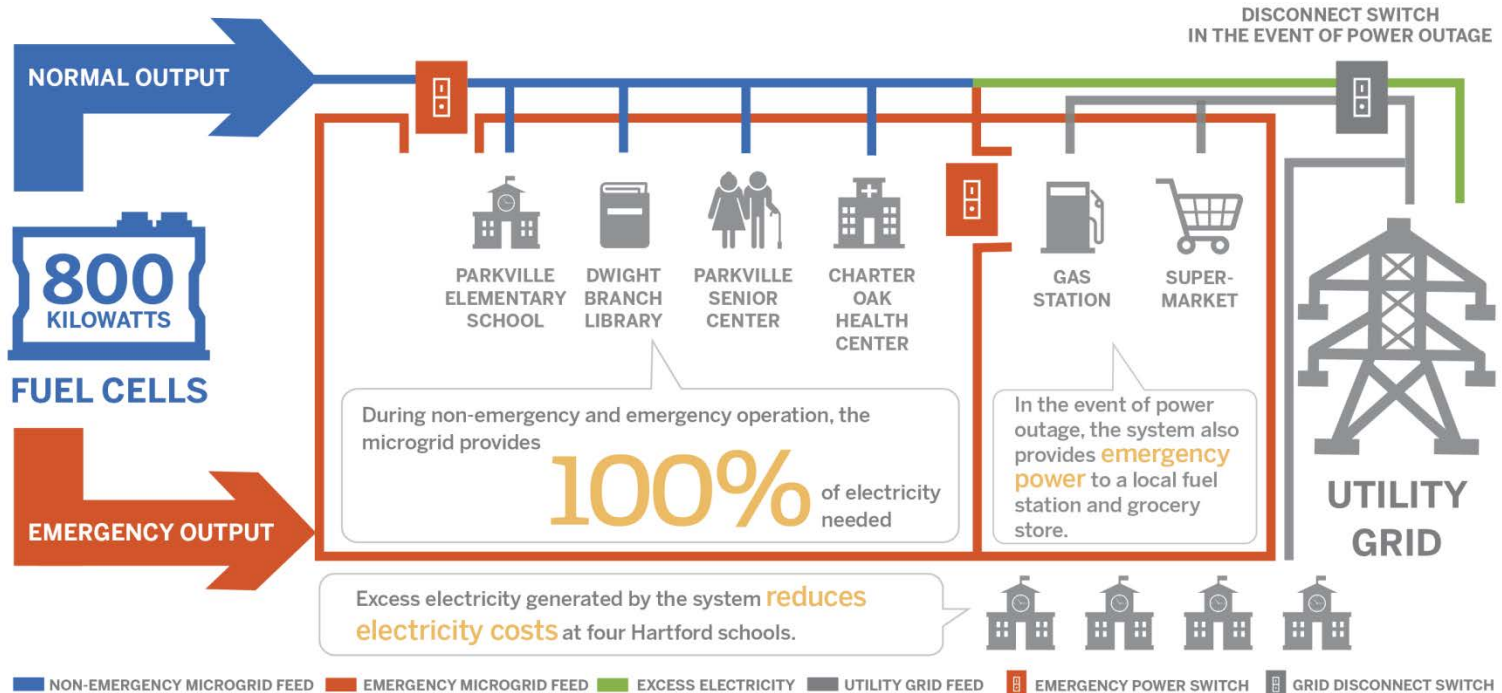 DISCONNECT SWITCH
IN THE EVENT OF POWER OUTAGE
NORMAL OUTPUT
800
KILOWATTS
FUEL CELLS
EMERGENCY OUTPUT
PARKVILLE
ELEMENTARY
SCHOOL
DWIGHT
BRANCH
LIBRARY
PARKVILLE
SENIOR
CENTER
CHARTER
OAK
HEALTH
CENTER
GAS
STATION
SUPER-
MARKET
During non-emergency and emergency operation, the
microgrid provides
100%
of electricity
needed
In the event of power
outage, the system also
provides emergency
power to a local fuel
station and grocery
store.
UTILITY
GRID
Excess electricity generated by the system reduces
electricity costs at four Hartford schools.
NON-EMERGENCY MICROGRID FEED EMERGENCY MICROGRID FEED EXCESS ELECTRICITY UTILITY GRID FEED EMERGENCY POWER SWITCH GRID DISCONNECT SWITCH